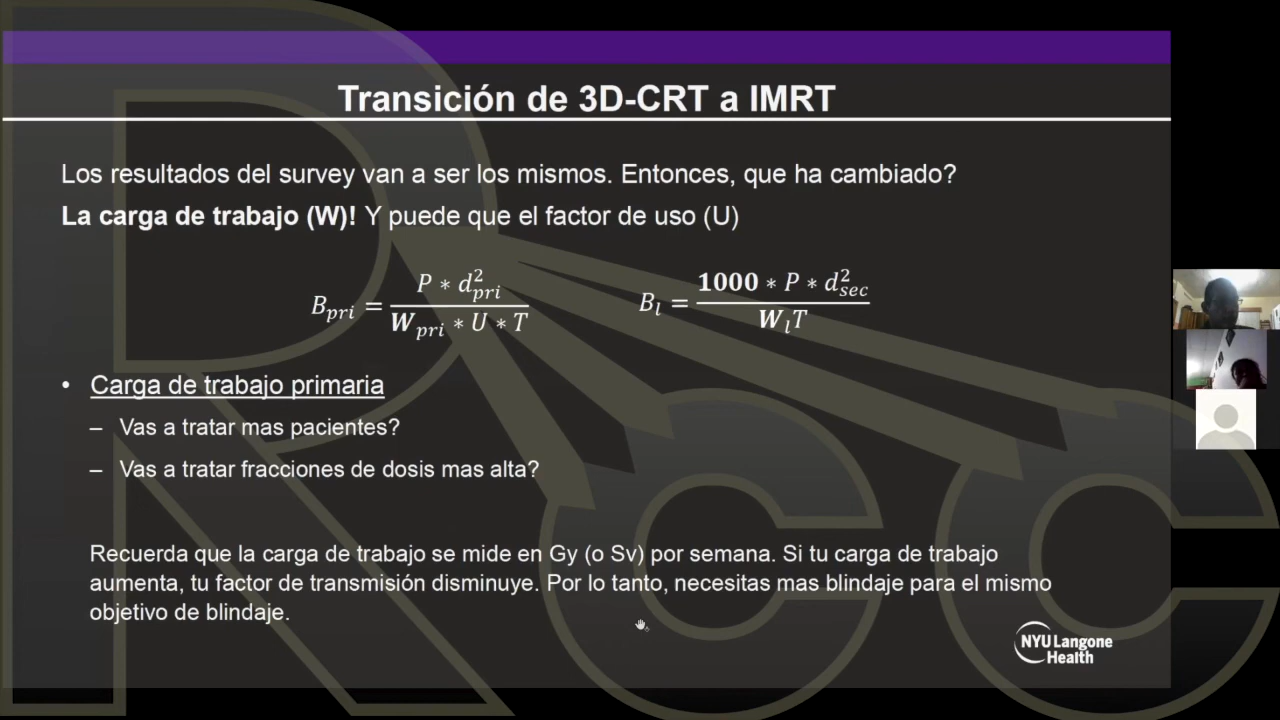 Transición de 3D-CRT a IMRT
Los resultados del survey van a ser los mismos. Entonces, que ha cambiado?
La carga de trabajo (W)! Y puede que el factor de uso (U)
B_pri = (P * d²_pri) / (W_pri * U * T)
B_l = (1000 * P * d²_sec) / (W_l T)
• Carga de trabajo primaria
– Vas a tratar mas pacientes?
– Vas a tratar fracciones de dosis mas alta?
Recuerda que la carga de trabajo se mide en Gy (o Sv) por semana. Si tu carga de trabajo
aumenta, tu factor de transmisión disminuye. Por lo tanto, necesitas mas blindaje para el mismo
objetivo de blindaje.
NYU Langone
Health
RCC